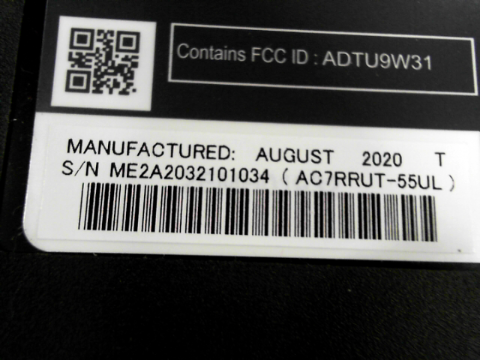 Contains FCC ID : ADTU9W31
MANUFACTURED: AUGUST 2020 T
S/N ME2A2032101034 ( AC7RRUT-55UL )